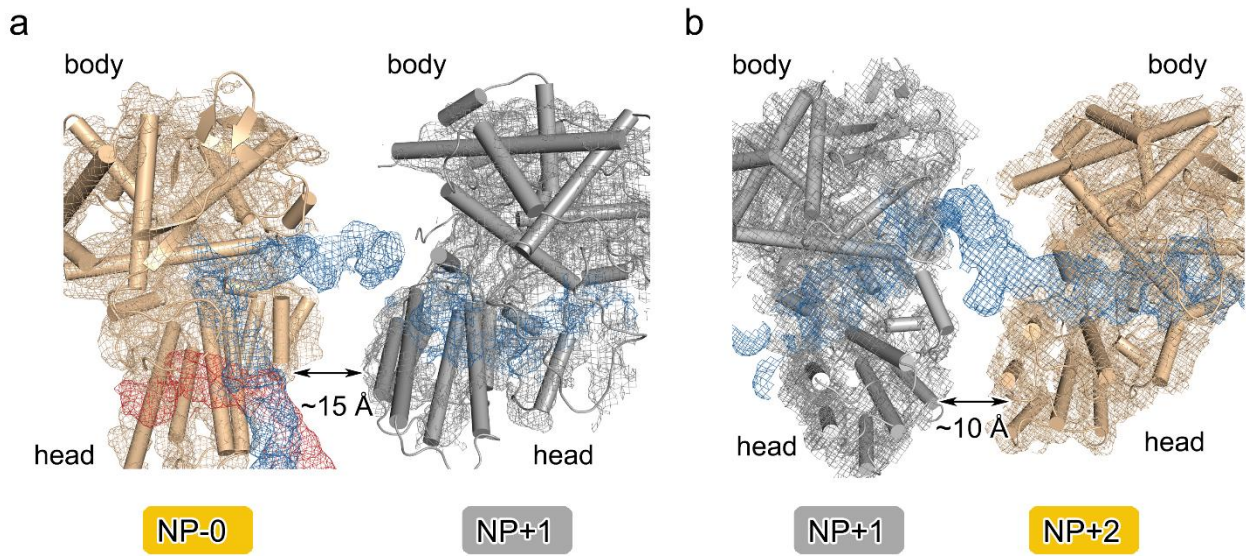 a
body
body
~15 Å
head
head
NP-0
NP+1
b
body
body
~10 Å
head
head
NP+1
NP+2